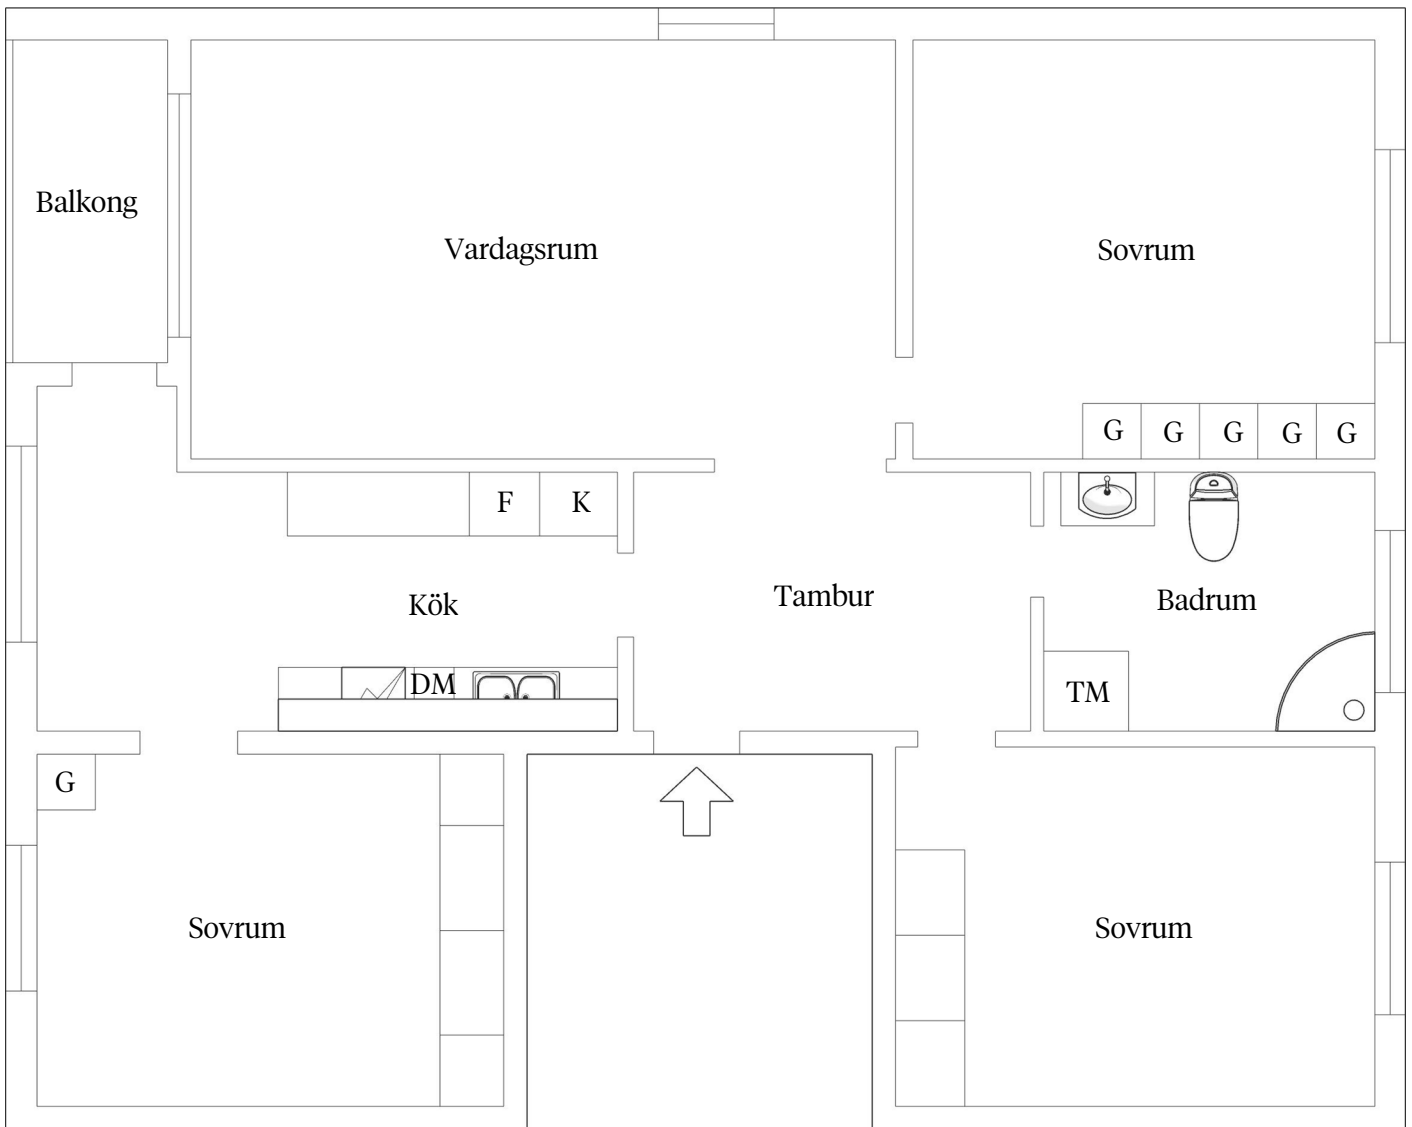 Balkong
Vardagsrum
Sovrum
G G G G G
F K
Kök
Tambur
Badrum
DM
TM
G
Sovrum
Sovrum